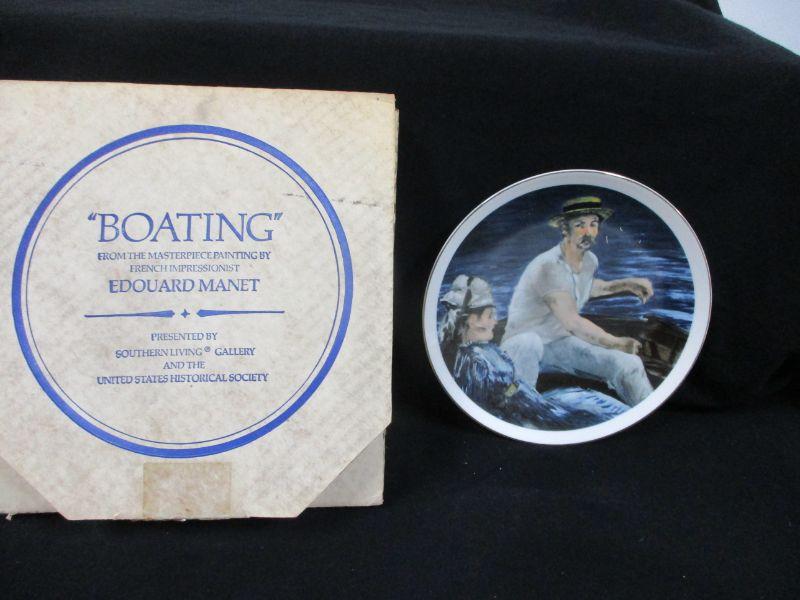 "BOATING"
FROM THE MASTERPIECE PAINTING BY
FRENCH IMPRESSIONIST
EDOUARD MANET
PRESENTED BY
SOUTHERN LIVING® GALLERY
AND THE
UNITED STATES HISTORICAL SOCIETY